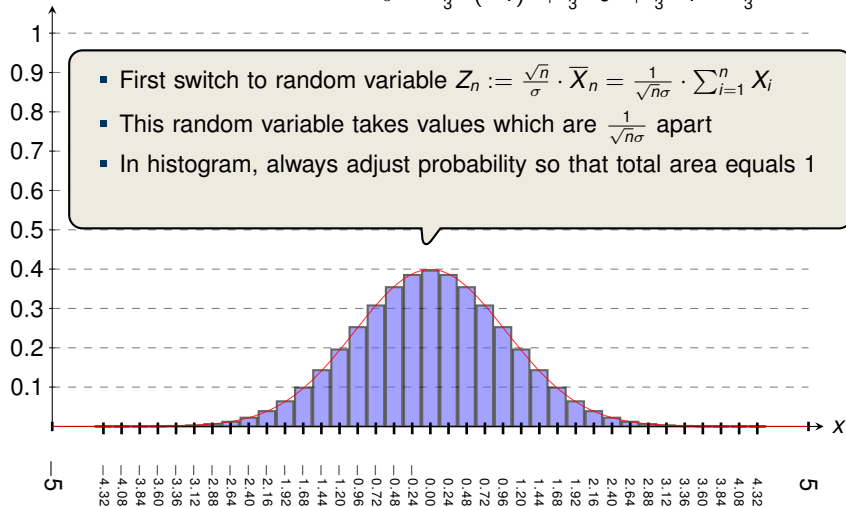 1
0.9
0.8
0.7
0.6
0.5
0.4
0.3
0.2
0.1
▪ First switch to random variable Zₙ := √n/σ · X̅ₙ = 1/(√nσ) · ∑ⁿᵢ₌₁ Xᵢ
▪ This random variable takes values which are 1/(√nσ) apart
▪ In histogram, always adjust probability so that total area equals 1
x
−5 −4.32 −4.08 −3.84 −3.60 −3.36 −3.12 −2.88 −2.64 −2.40 −2.16 −1.92 −1.68 −1.44 −1.20 −0.96 −0.72 −0.48 −0.24 0.00 0.24 0.48 0.72 0.96 1.20 1.44 1.68 1.92 2.16 2.40 2.64 2.88 3.12 3.36 3.60 3.84 4.08 4.32 5